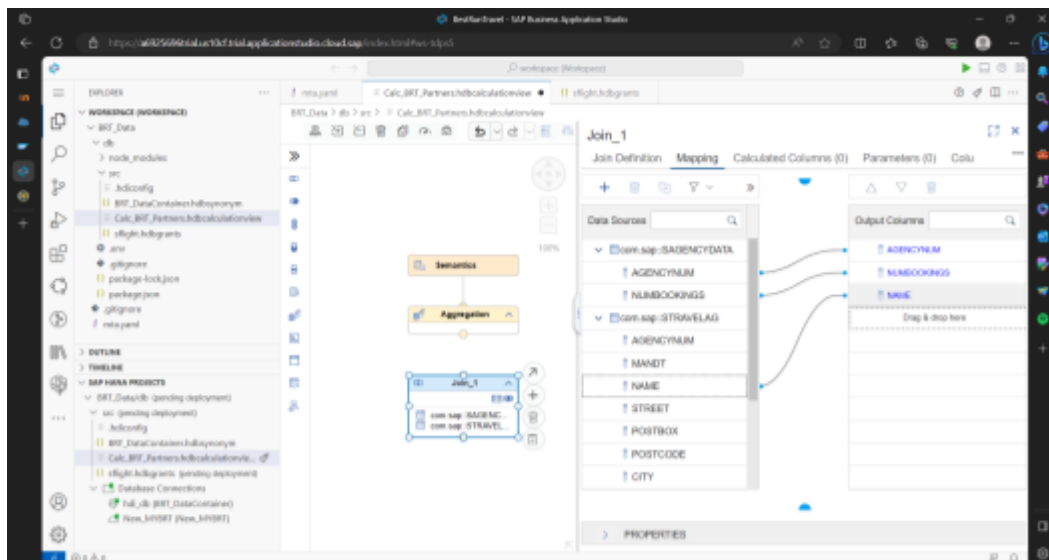 BestRunTravel - SAP Business Application Studio
workspace (Workspace)
EXPLORER
mta.yaml
Calc_BRT_Partners.hdbcalculationview
sflight.hdbgrants
BRT_Data > db > src > Calc_BRT_Partners.hdbcalculationview
WORKSPACE (WORKSPACE)
BRT_Data
db
node_modules
src
.hdiconfig
BRT_DataContainer.hdbsynonym
Calc_BRT_Partners.hdbcalculationview
sflight.hdbgrants
.env
.gitignore
package-lock.json
package.json
.gitignore
mta.yaml
OUTLINE
TIMELINE
SAP HANA PROJECTS
BRT_Data/db (pending deployment)
src (pending deployment)
.hdiconfig
BRT_DataContainer.hdbsynonym
Calc_BRT_Partners.hdbcalculationvie...
sflight.hdbgrants (pending deployment)
Database Connections
hdi_db (BRT_DataContainer)
New_MYBRT (New_MYBRT)
100%
Semantics
Aggregation
Join_1
com.sap::SAGENC...
com.sap::STRAVEL...
Join_1
Join Definition Mapping Calculated Columns (0) Parameters (0) Colu
Data Sources
com.sap::SAGENCYDATA
AGENCYNUM
NUMBOOKINGS
com.sap::STRAVELAG
AGENCYNUM
MANDT
NAME
STREET
POSTBOX
POSTCODE
CITY
Output Columns
AGENCYNUM
NUMBOOKINGS
NAME
Drag & drop here
PROPERTIES